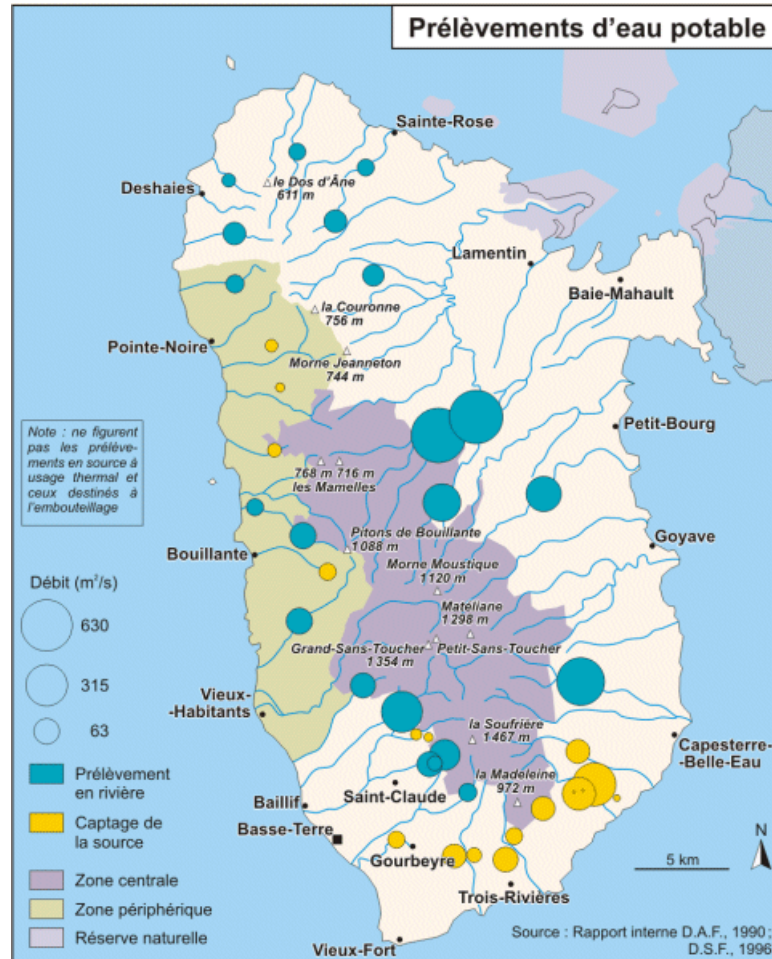 Prélèvements d'eau potable
Sainte-Rose
le Dos d'Âne
611 m
Deshaies
Lamentin
Baie-Mahault
la Couronne
756 m
Pointe-Noire
Morne Jeanneton
744 m
Petit-Bourg
Note : ne figurent
pas les prélève-
ments en source à
usage thermal et
ceux destinés à
l'embouteillage
768 m 716 m
les Mamelles
Pitons de Bouillante
1 088 m
Bouillante
Goyave
Morne Moustique
1 120 m
Matéliane
1 298 m
Grand-Sans-Toucher
1 354 m
Petit-Sans-Toucher
Débit (m³/s)
630
315
63
Vieux-
-Habitants
la Soufrière
1 467 m
Capesterre-
-Belle-Eau
la Madeleine
972 m
Saint-Claude
Baillif
Basse-Terre
Gourbeyre
Trois-Rivières
Vieux-Fort
Prélèvement
en rivière
Captage de
la source
Zone centrale
Zone périphérique
Réserve naturelle
N
5 km
Source : Rapport interne D.A.F., 1990 ;
D.S.F., 1996